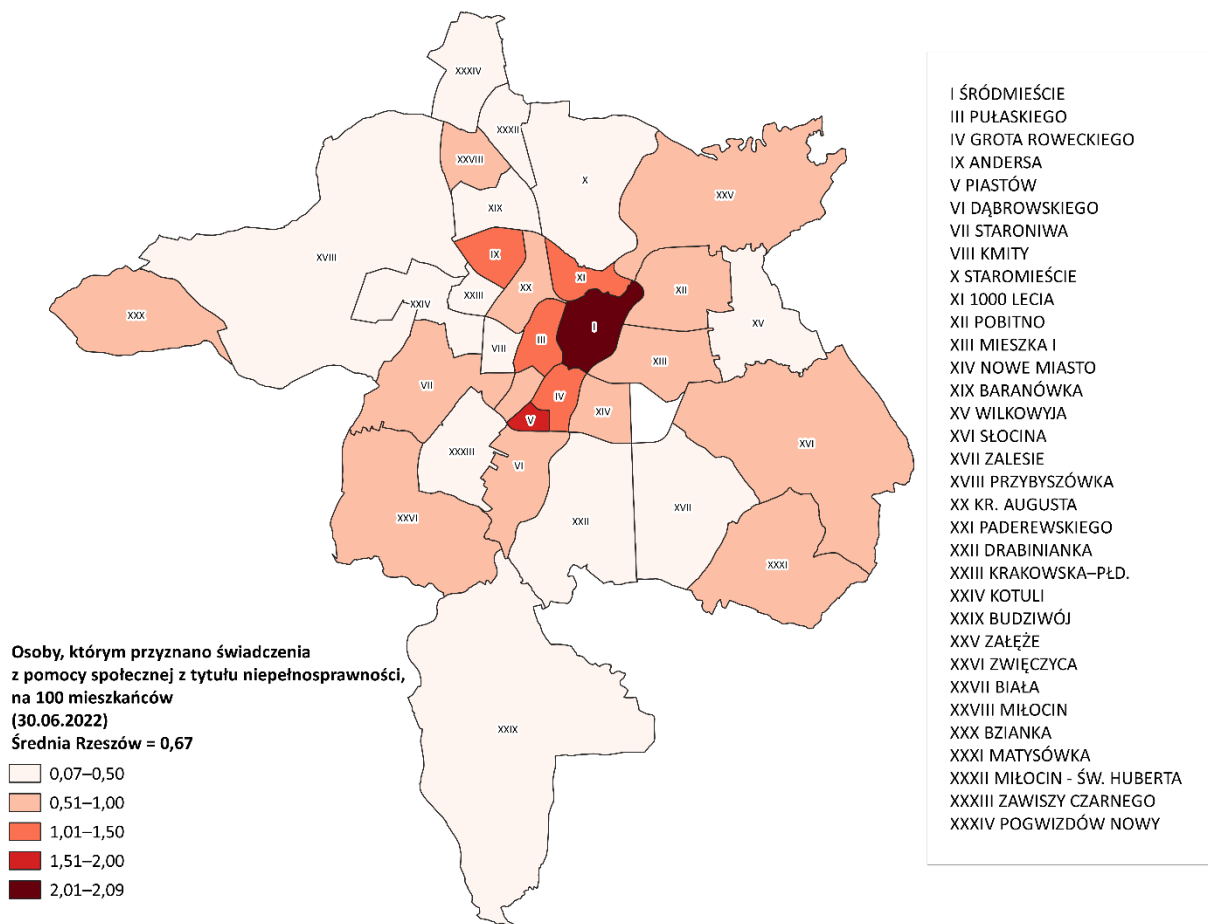 XXXIV
XXXII
XXVIII
X
XXV
XIX
XVIII
IX
XI
XX
XII
XXIII
XXIV
XXX
I
XV
VIII
III
VII
XIII
IV
XIV
V
XVI
XXXIII
VI
XXVI
XXII
XVII
XXXI
XXIX
I ŚRÓDMIEŚCIE
III PUŁASKIEGO
IV GROTA ROWECKIEGO
IX ANDERSA
V PIASTÓW
VI DĄBROWSKIEGO
VII STARONIWA
VIII KMITY
X STAROMIEŚCIE
XI 1000 LECIA
XII POBITNO
XIII MIESZKA I
XIV NOWE MIASTO
XIX BARANÓWKA
XV WILKOWYJA
XVI SŁOCINA
XVII ZALESIE
XVIII PRZYBYSZÓWKA
XX KR. AUGUSTA
XXI PADEREWSKIEGO
XXII DRABINIANKA
XXIII KRAKOWSKA–PŁD.
XXIV KOTULI
XXIX BUDZIWÓJ
XXV ZAŁĘŻE
XXVI ZWIĘCZYCA
XXVII BIAŁA
XXVIII MIŁOCIN
XXX BZIANKA
XXXI MATYSÓWKA
XXXII MIŁOCIN - ŚW. HUBERTA
XXXIII ZAWISZY CZARNEGO
XXXIV POGWIZDÓW NOWY
Osoby, którym przyznano świadczenia
z pomocy społecznej z tytułu niepełnosprawności,
na 100 mieszkańców
(30.06.2022)
Średnia Rzeszów = 0,67
0,07–0,50
0,51–1,00
1,01–1,50
1,51–2,00
2,01–2,09